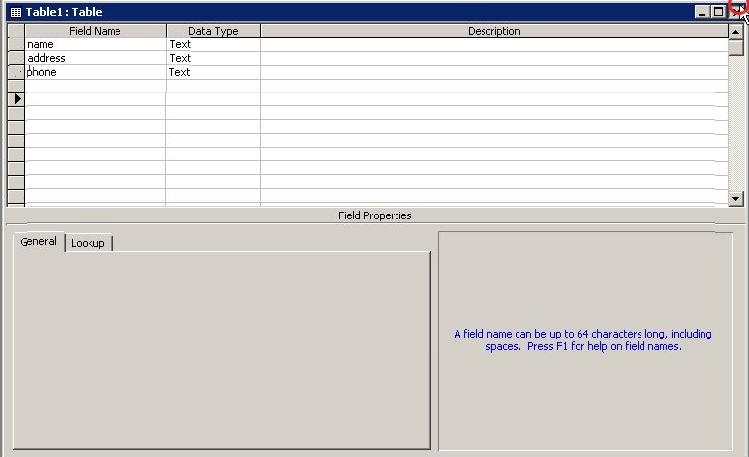 Table1 : Table
Field Name Data Type Description
name Text
address Text
phone Text
Field Properties
General Lookup
A field name can be up to 64 characters long, including
spaces. Press F1 for help on field names.